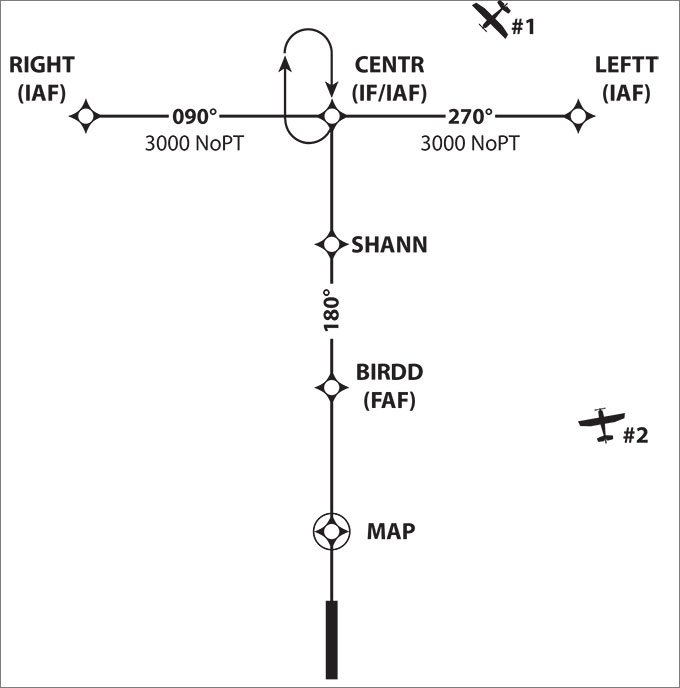 #1
RIGHT
(IAF)
CENTR
(IF/IAF)
LEFTT
(IAF)
090°
3000 NoPT
270°
3000 NoPT
SHANN
180°
BIRDD
(FAF)
#2
MAP